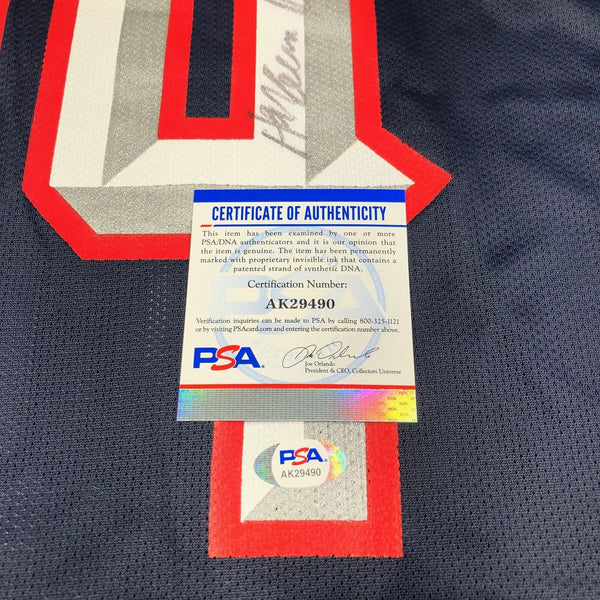 CERTIFICATE OF AUTHENTICITY
This item has been examined by one or more
PSA/DNA authenticators and it is our opinion that
the item is genuine. The item has been permanently
marked with proprietary invisible ink that contains a
patented strand of synthetic DNA.
Certification Number:
AK29490
Verification inquiries can be made to PSA by calling 800-325-1121
or by visiting PSAcard.com and entering the certification number above.
PSA
Joe Orlando
President & CEO, Collectors Universe
PSA
AK29490